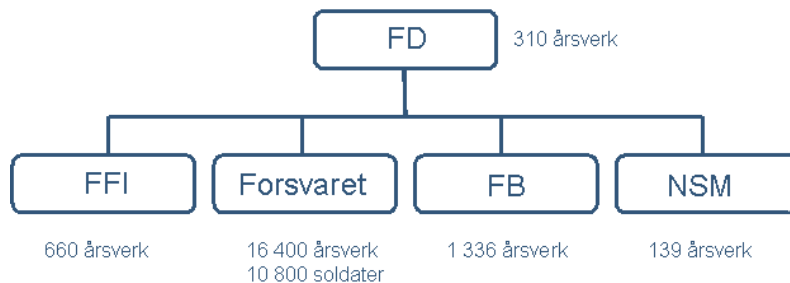 FD
310 årsverk
FFI
Forsvaret
FB
NSM
660 årsverk
16 400 årsverk
10 800 soldater
1 336 årsverk
139 årsverk